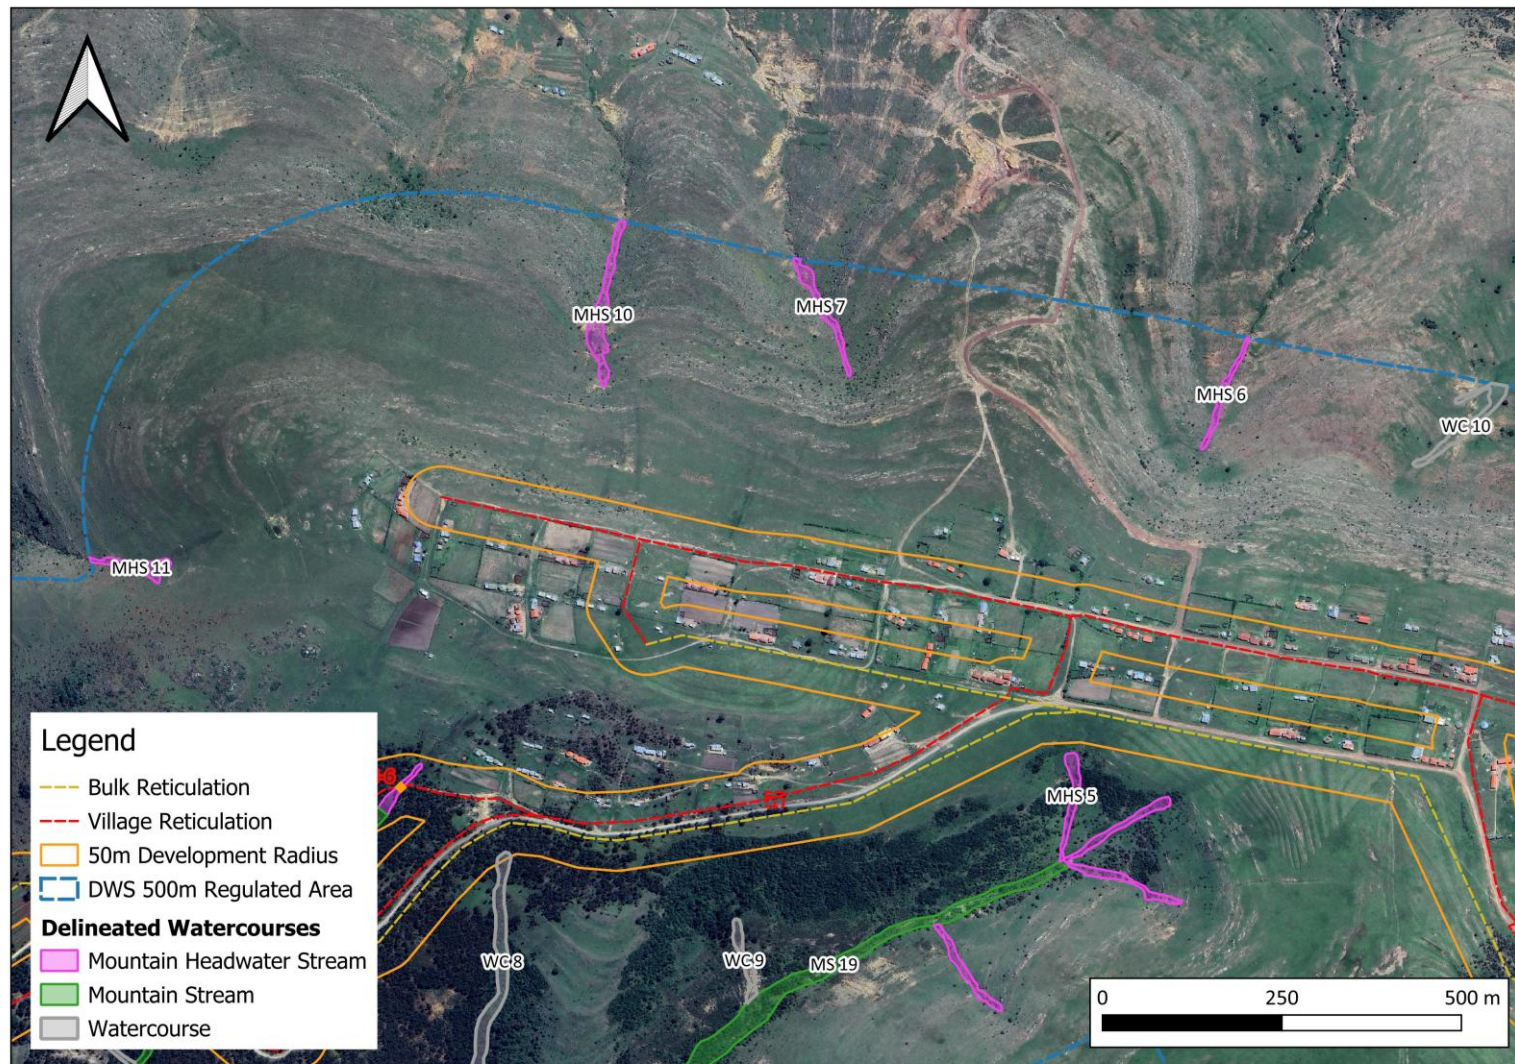 MHS 10
MHS 7
MHS 6
WC 10
MHS 11
MHS 5
WC 8
WC 9
MS 19
Legend
Bulk Reticulation
Village Reticulation
50m Development Radius
DWS 500m Regulated Area
Delineated Watercourses
Mountain Headwater Stream
Mountain Stream
Watercourse
0 250 500 m